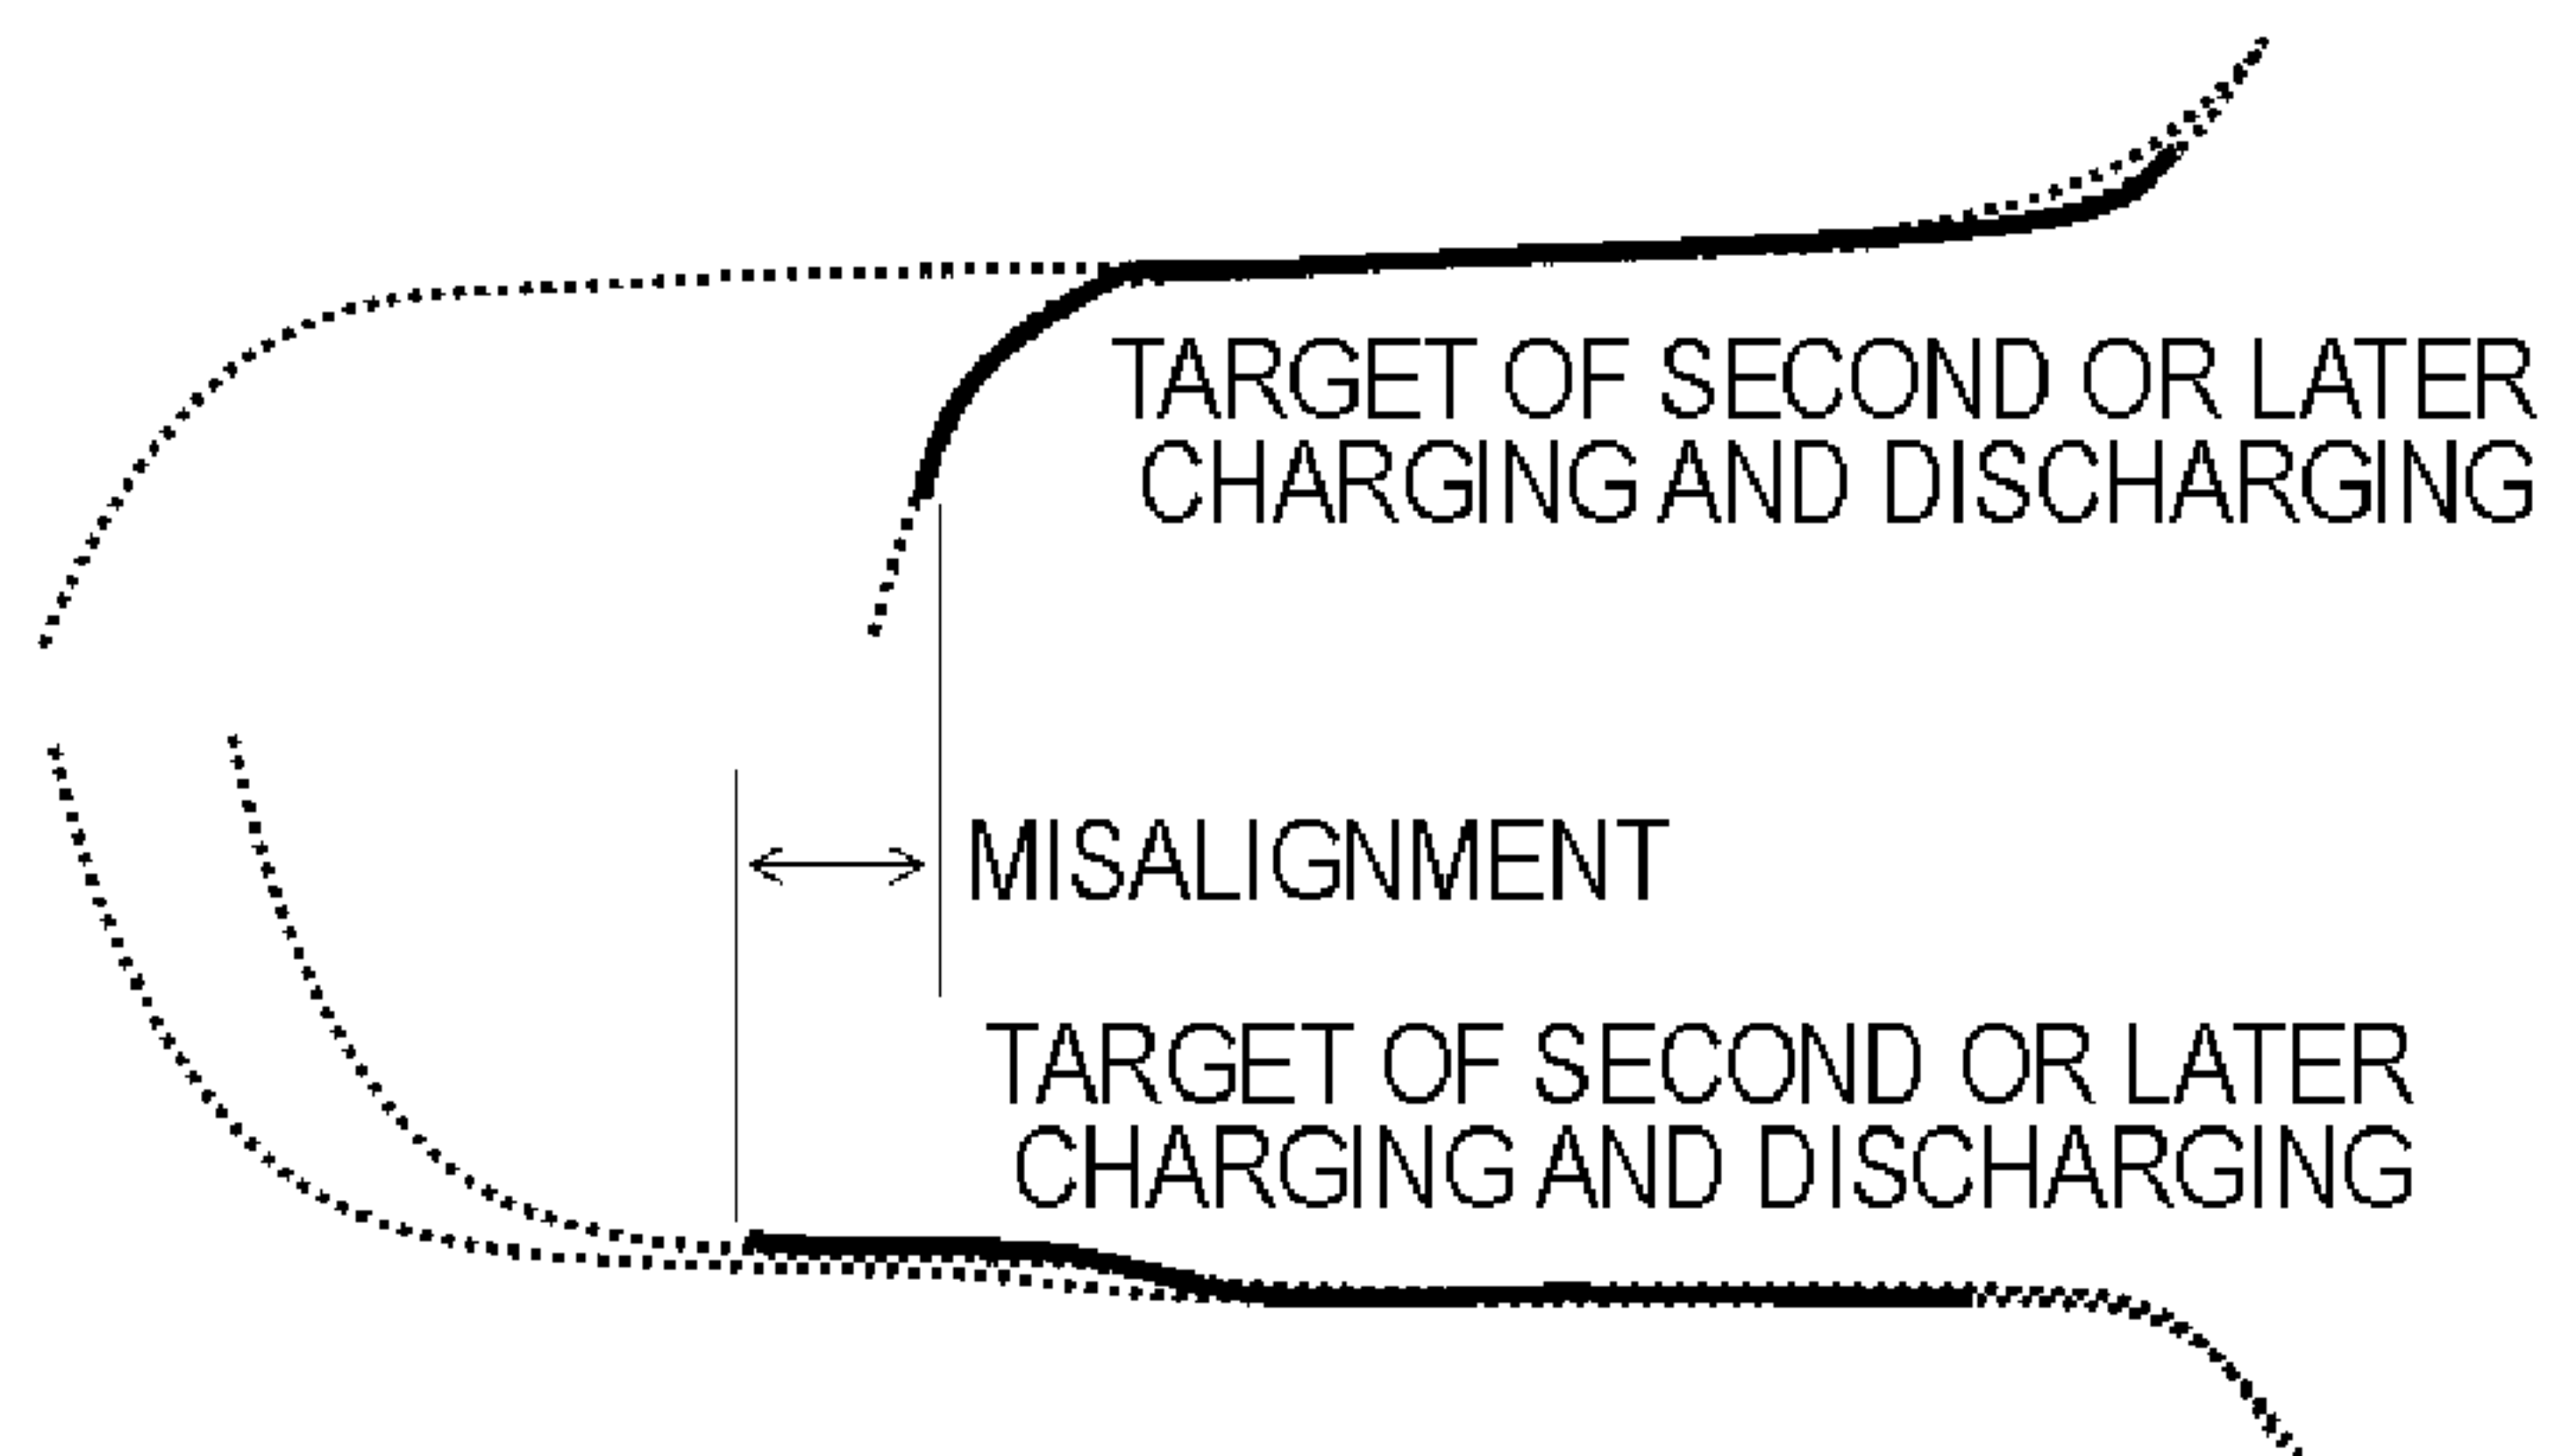 TARGET OF SECOND OR LATER
CHARGING AND DISCHARGING
MISALIGNMENT
TARGET OF SECOND OR LATER
CHARGING AND DISCHARGING